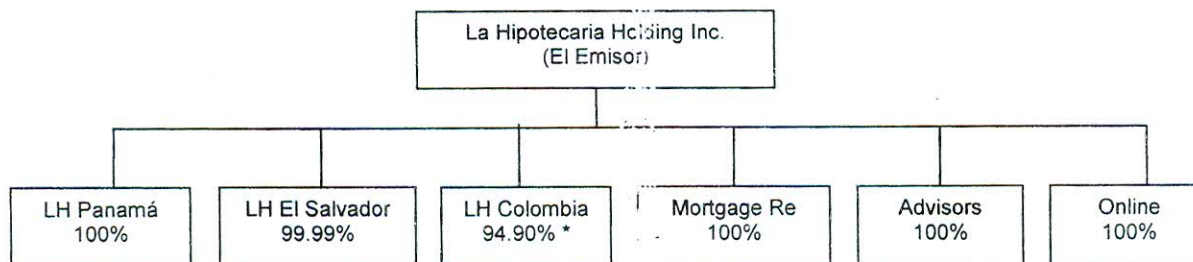 La Hipotecaria Holding Inc.
(El Emisor)
LH Panamá
100%
LH El Salvador
99.99%
LH Colombia
94.90% *
Mortgage Re
100%
Advisors
100%
Online
100%